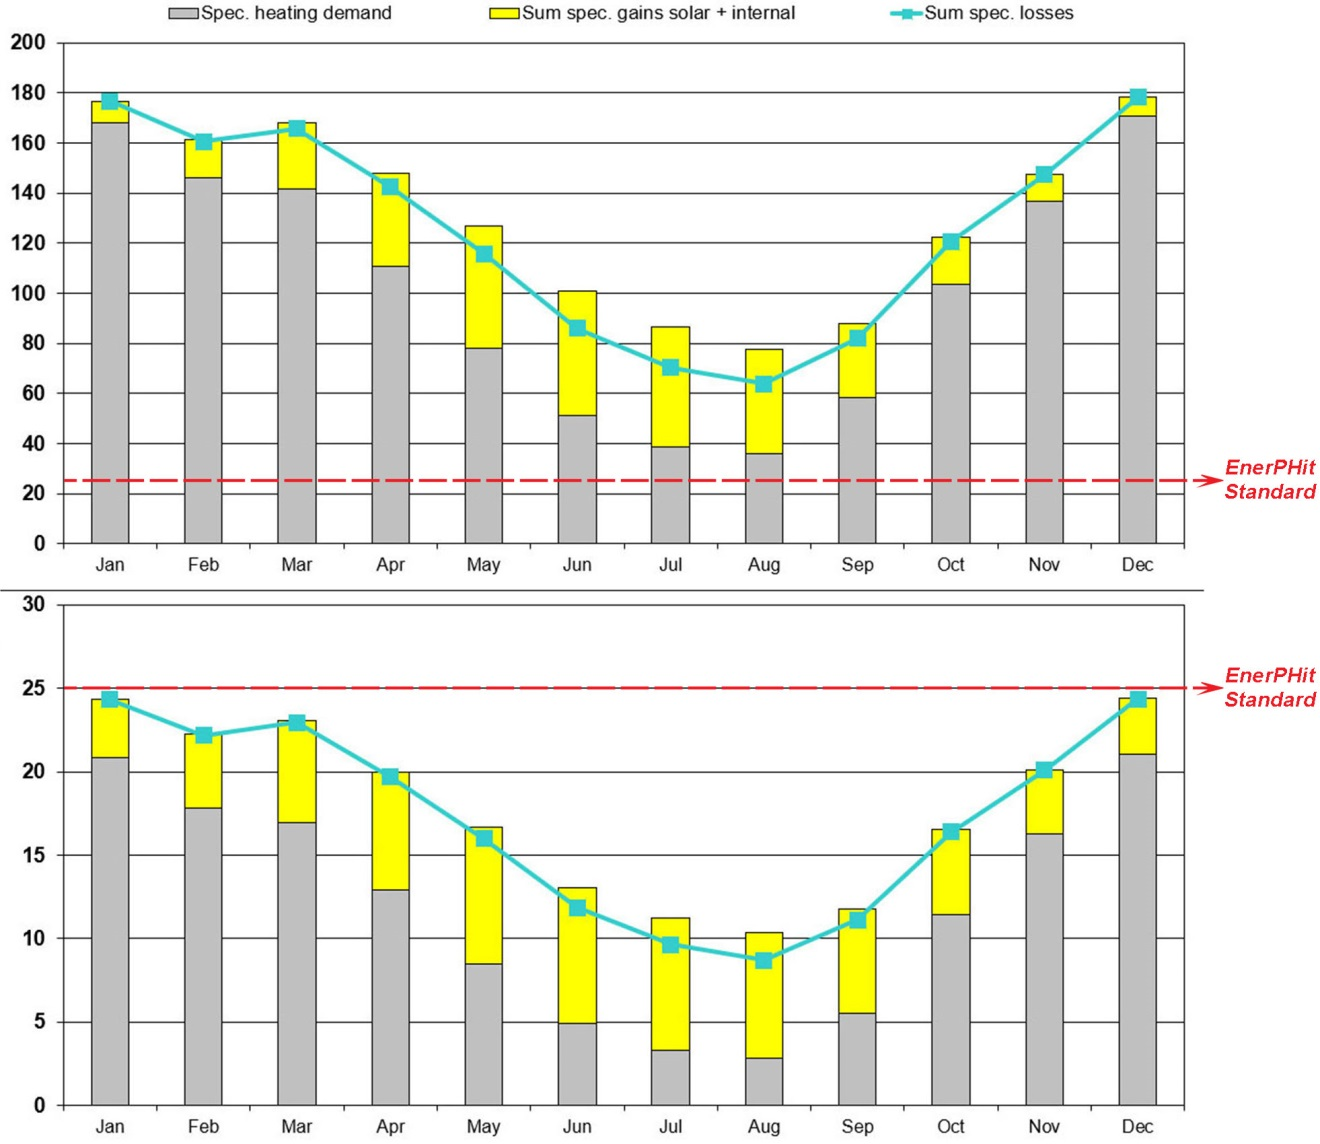 Spec. heating demand Sum spec. gains solar + internal Sum spec. losses
200
180
160
140
120
100
80
60
40
20
0
EnerPHit
Standard
Jan Feb Mar Apr May Jun Jul Aug Sep Oct Nov Dec
30
25
20
15
10
5
0
EnerPHit
Standard
Jan Feb Mar Apr May Jun Jul Aug Sep Oct Nov Dec